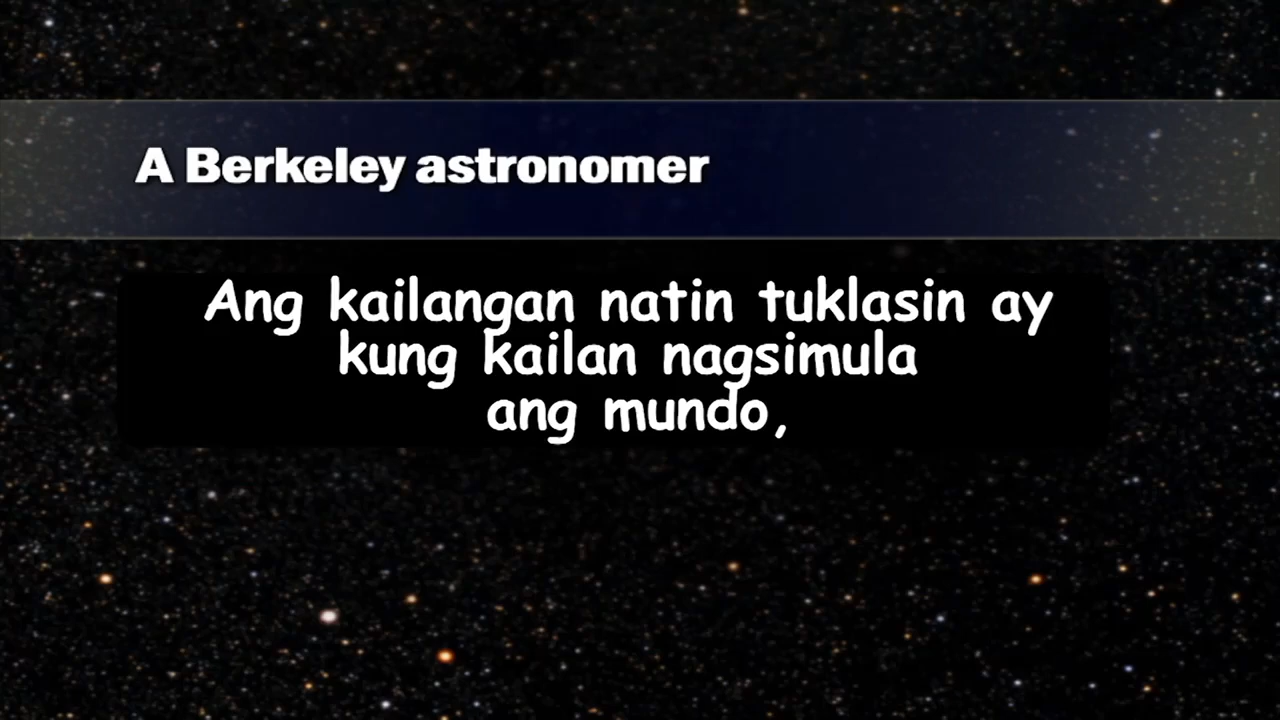 A Berkeley astronomer
Ang kailangan natin tuklasin ay
kung kailan nagsimula
ang mundo,